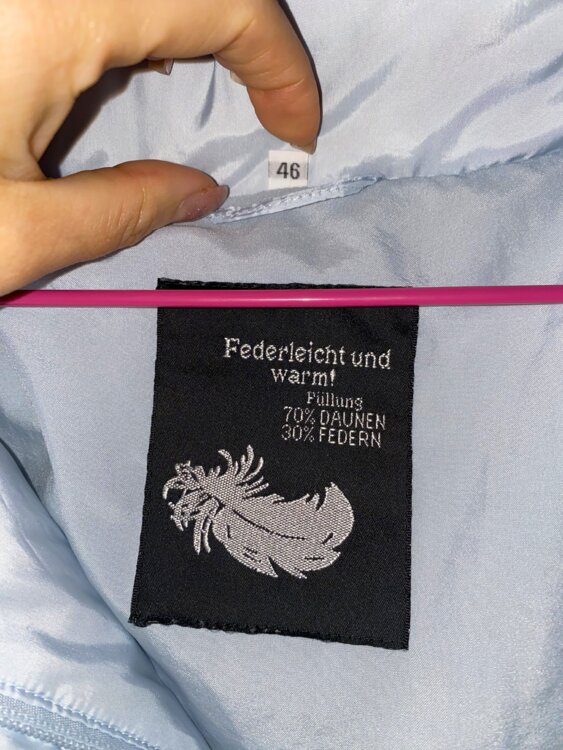 46
Federleicht und
warm!
Füllung
70% DAUNEN
30% FEDERN